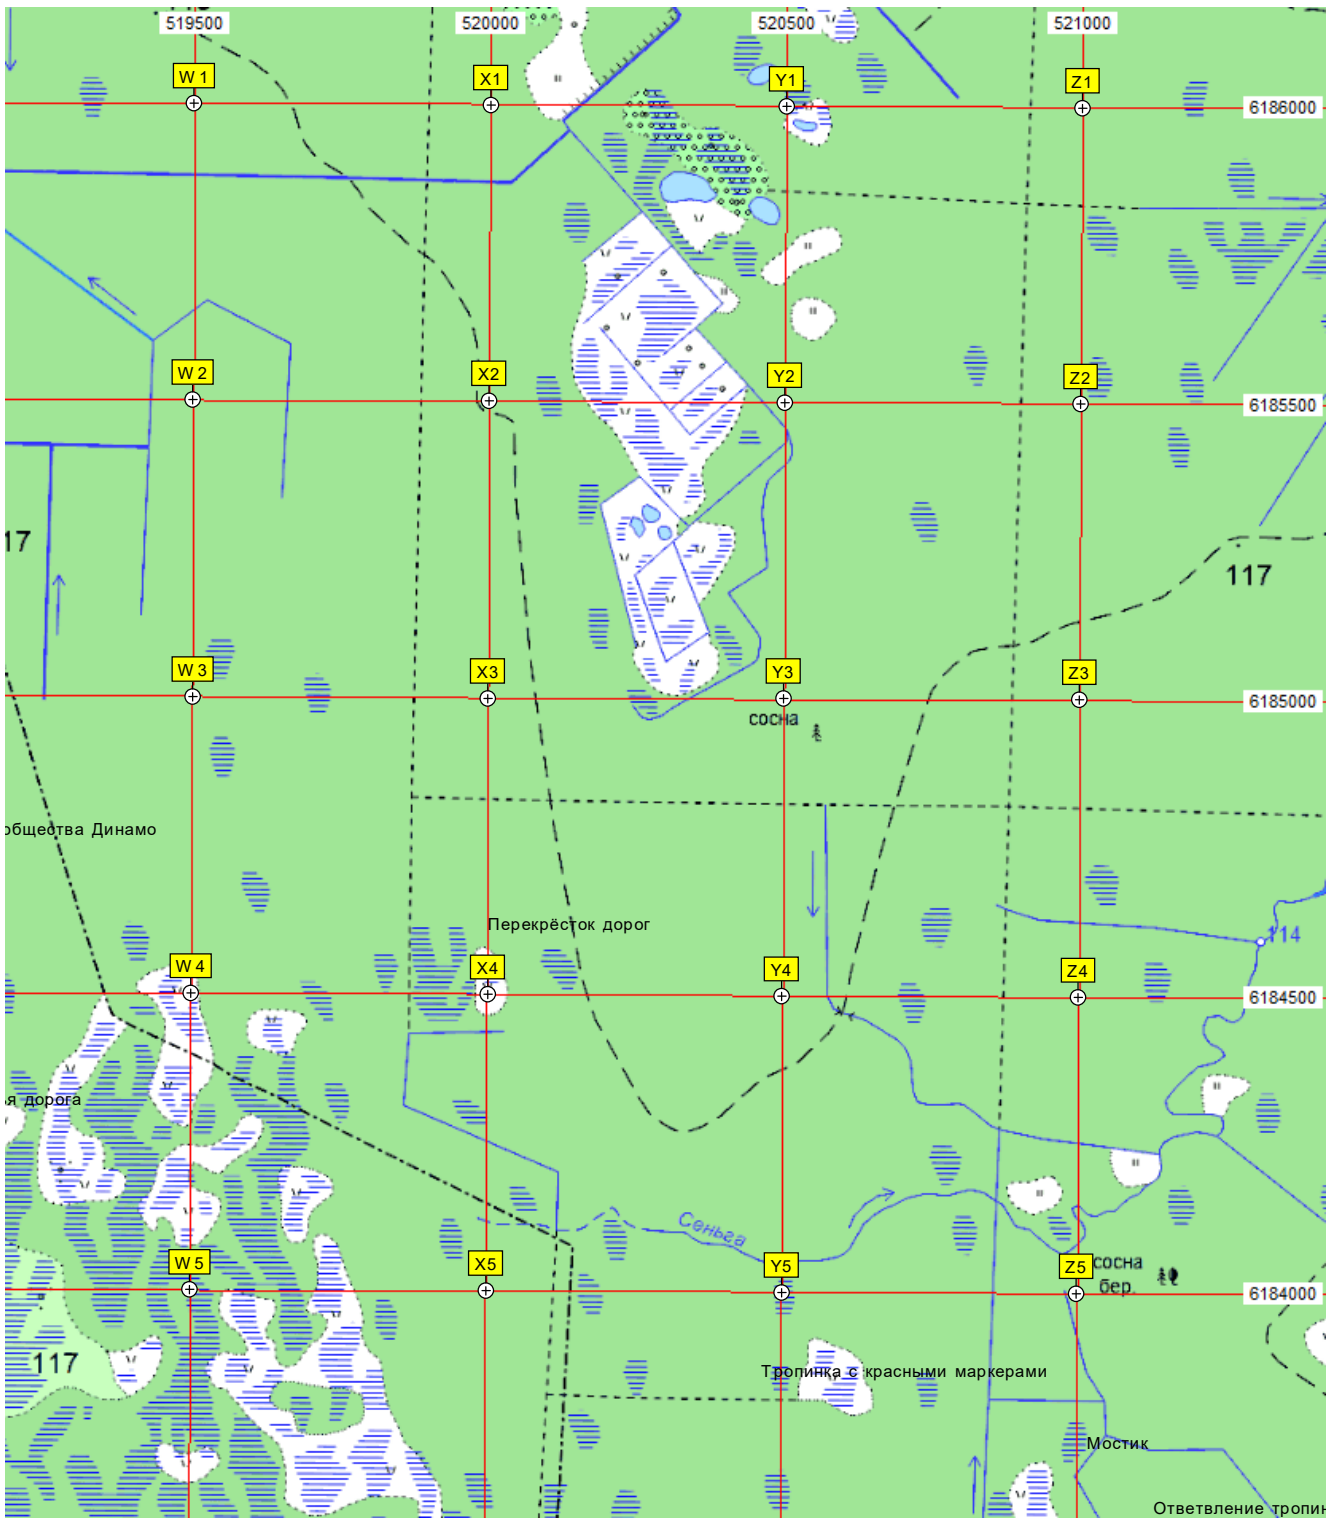 519500 520000 520500 521000
W 1 X1 Y1 Z1
6186000
W 2 X2 Y2 Z2
6185500
17
117
W 3 X3 Y3 Z3
6185000
сосна
общества Динамо
Перекрёсток дорог
114
W 4 X4 Y4 Z4
6184500
я дорога
Сеньга
W 5 X5 Y5 Z5
сосна
бер.
6184000
117
Тропинка с красными маркерами
Мостик
Ответвление тропин